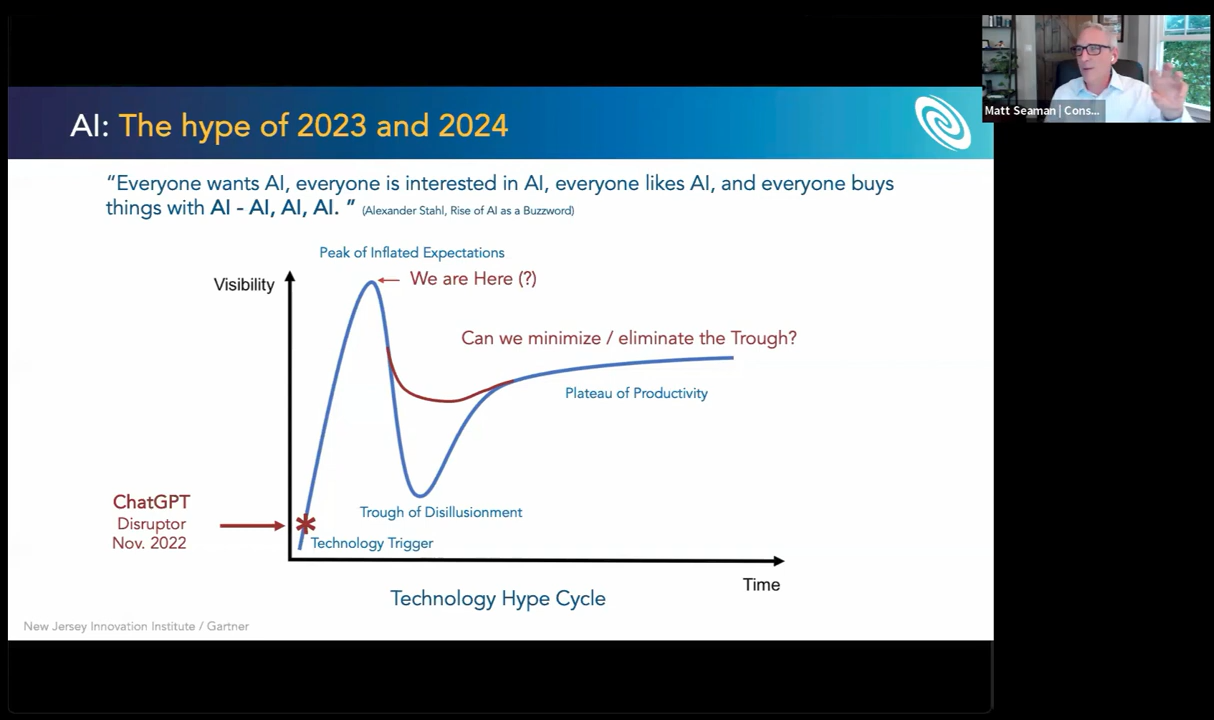 AI: The hype of 2023 and 2024
“Everyone wants AI, everyone is interested in AI, everyone likes AI, and everyone buys
things with AI - AI, AI, AI. ” (Alexander Stahl, Rise of AI as a Buzzword)
Peak of Inflated Expectations
Visibility
We are Here (?)
Can we minimize / eliminate the Trough?
Plateau of Productivity
ChatGPT
Disruptor
Nov. 2022
Trough of Disillusionment
Technology Trigger
Time
Technology Hype Cycle
New Jersey Innovation Institute / Gartner
Matt Seaman | Cons...